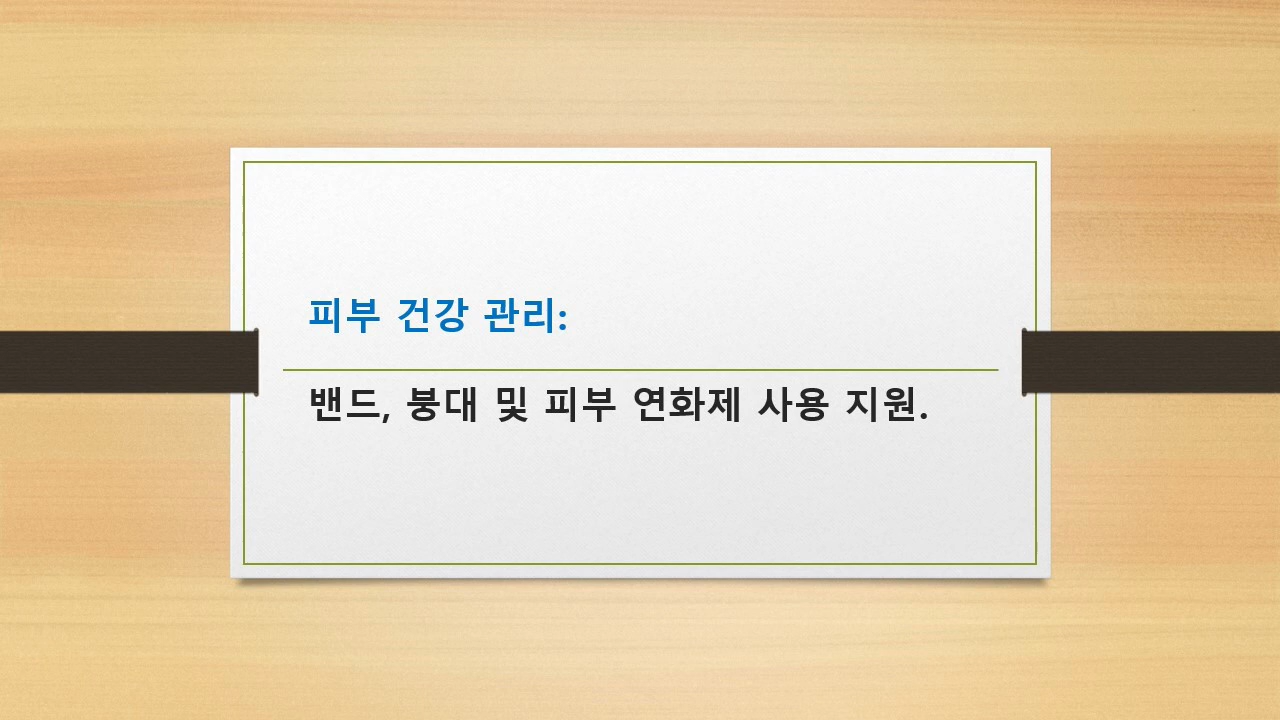 피부 건강 관리:
밴드, 붕대 및 피부 연화제 사용 지원.